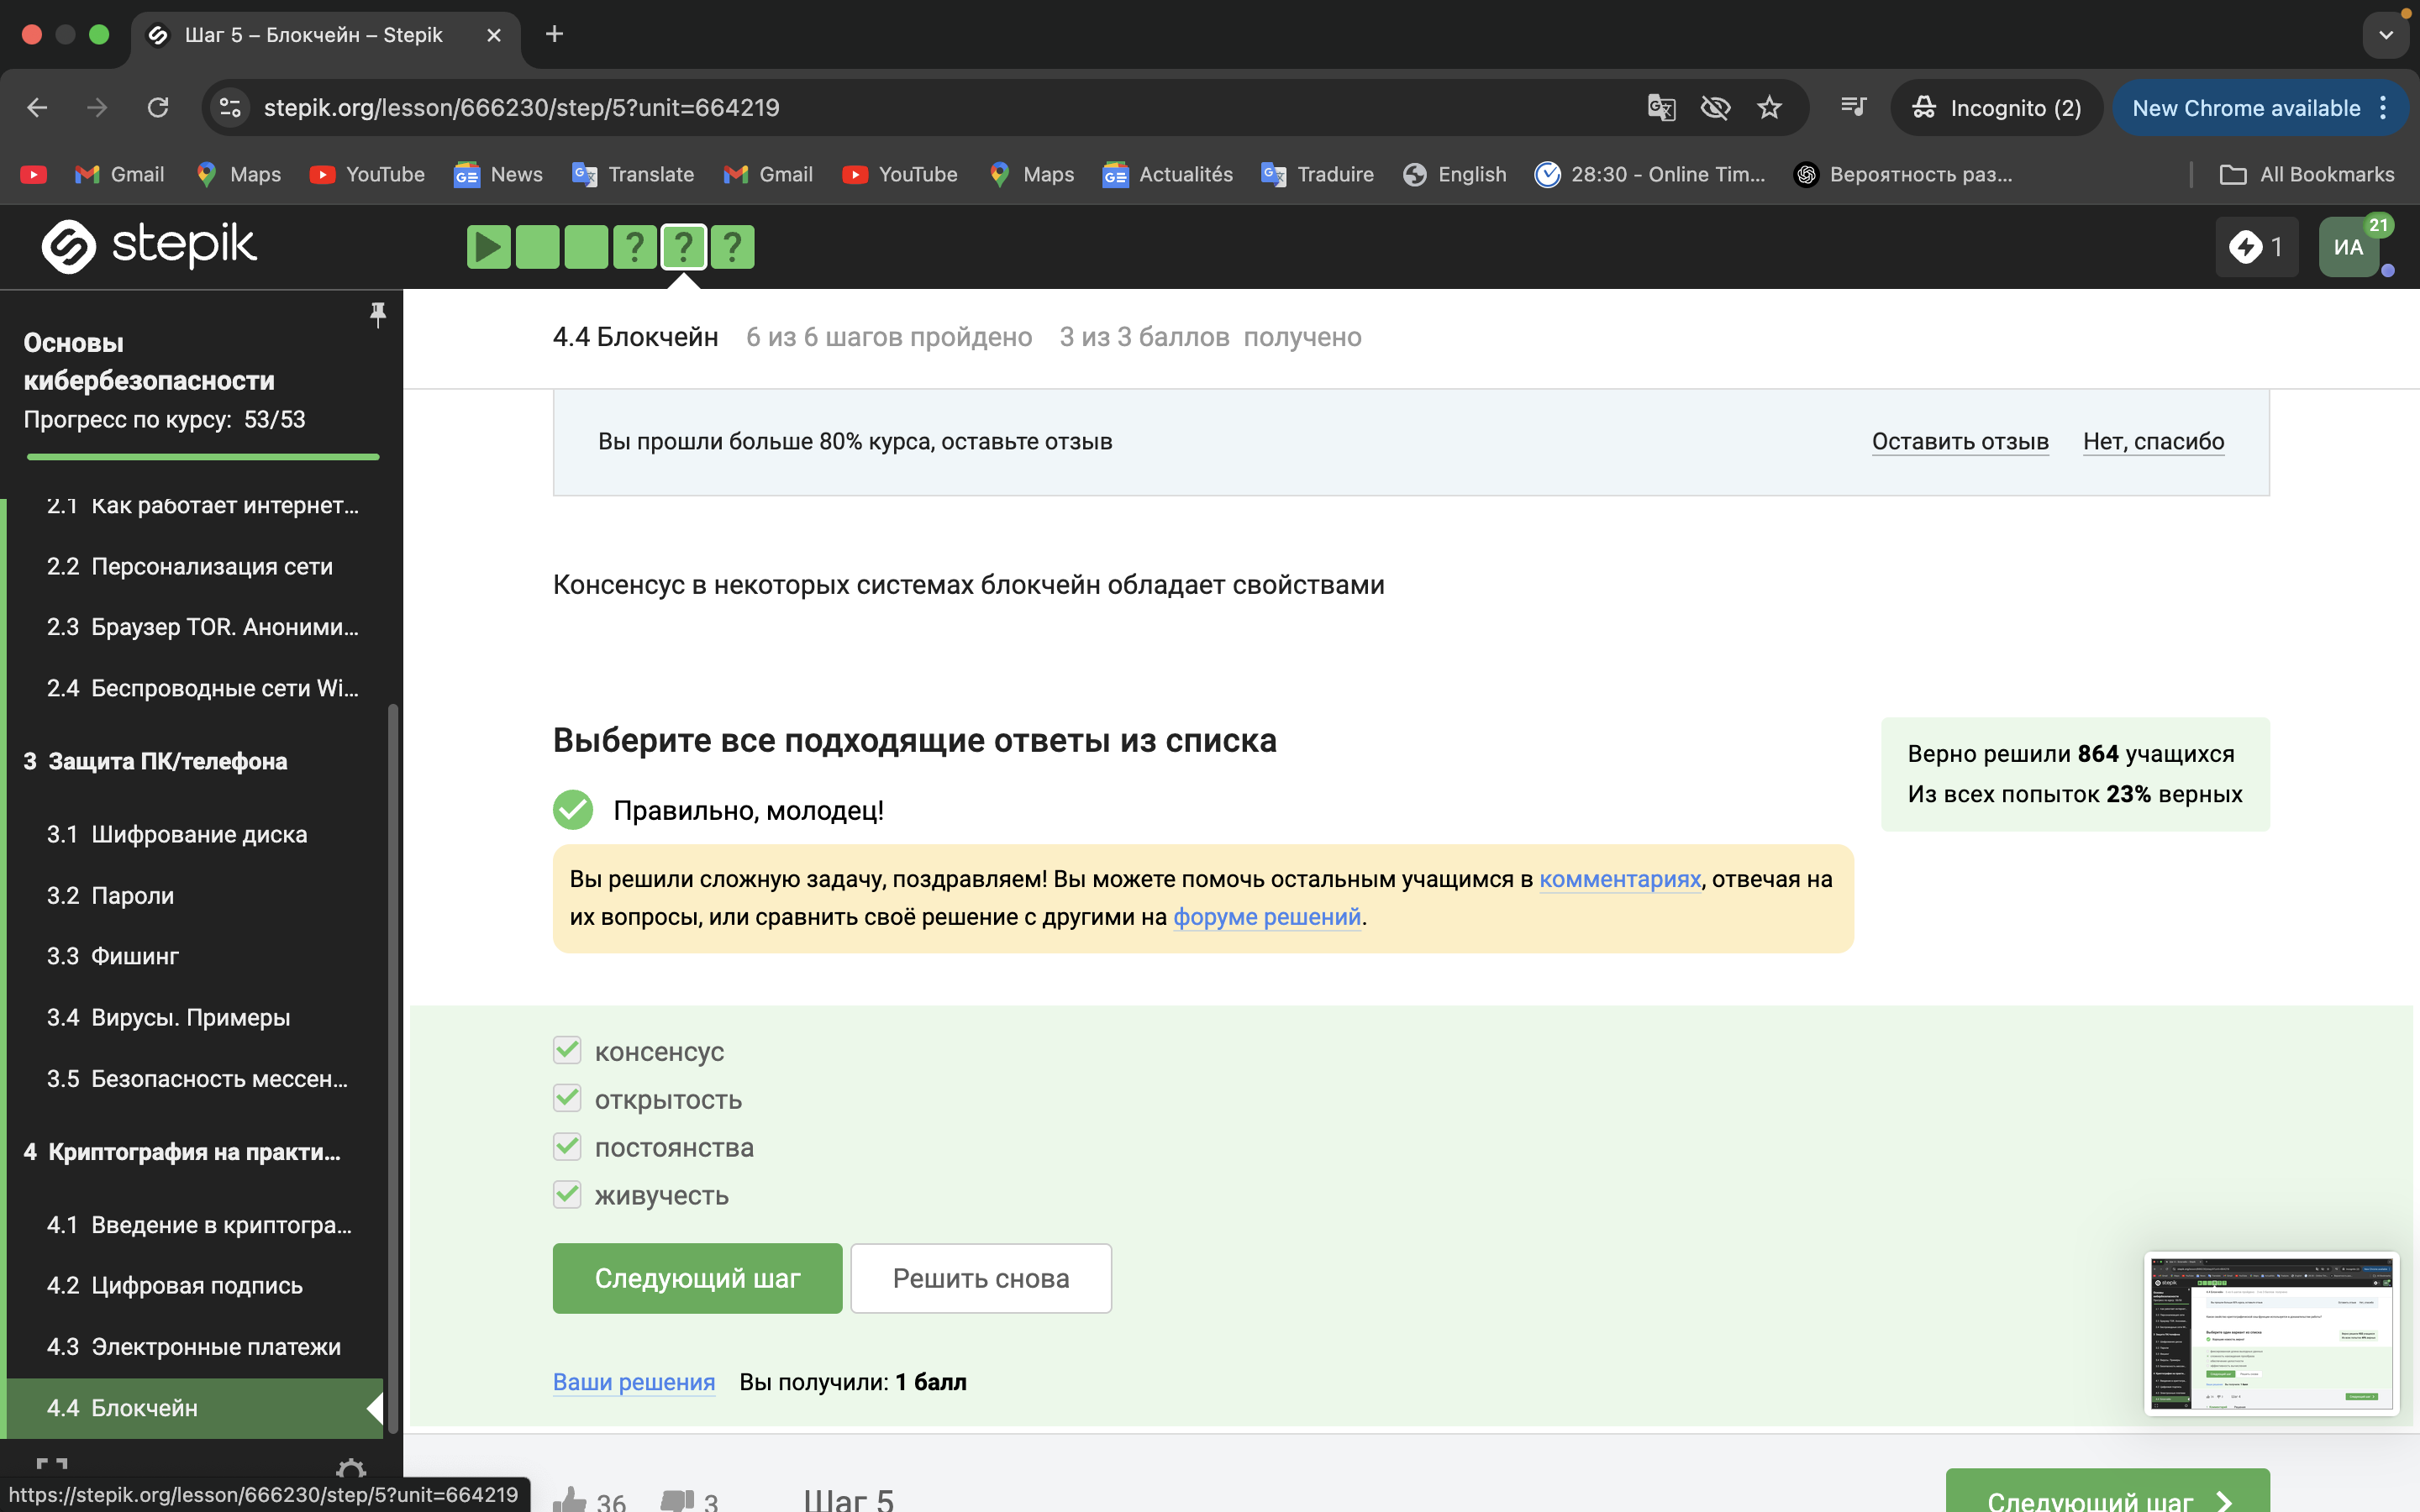 Шаг 5 – Блокчейн – Stepik
stepik.org/lesson/666230/step/5?unit=664219
Incognito (2)
New Chrome available
Gmail
Maps
YouTube
News
Translate
Gmail
YouTube
Maps
Actualités
Traduire
English
28:30 - Online Tim...
Вероятность раз...
All Bookmarks
stepik
? ? ?
1
ИА
21
Основы
кибербезопасности
Прогресс по курсу: 53/53
2.1 Как работает интернет...
2.2 Персонализация сети
2.3 Браузер TOR. Аноними...
2.4 Беспроводные сети Wi...
3 Защита ПК/телефона
3.1 Шифрование диска
3.2 Пароли
3.3 Фишинг
3.4 Вирусы. Примеры
3.5 Безопасность мессен...
4 Криптография на практи...
4.1 Введение в криптогра...
4.2 Цифровая подпись
4.3 Электронные платежи
4.4 Блокчейн
https://stepik.org/lesson/666230/step/5?unit=664219
4.4 Блокчейн 6 из 6 шагов пройдено 3 из 3 баллов получено
Вы прошли больше 80% курса, оставьте отзыв
Оставить отзыв
Нет, спасибо
Консенсус в некоторых системах блокчейн обладает свойствами
Выберите все подходящие ответы из списка
Верно решили 864 учащихся
Из всех попыток 23% верных
Правильно, молодец!
Вы решили сложную задачу, поздравляем! Вы можете помочь остальным учащимся в комментариях, отвечая на
их вопросы, или сравнить своё решение с другими на форуме решений.
консенсус
открытость
постоянства
живучесть
Следующий шаг
Решить снова
Ваши решения Вы получили: 1 балл
36
3
Шаг 5
Следующий шаг